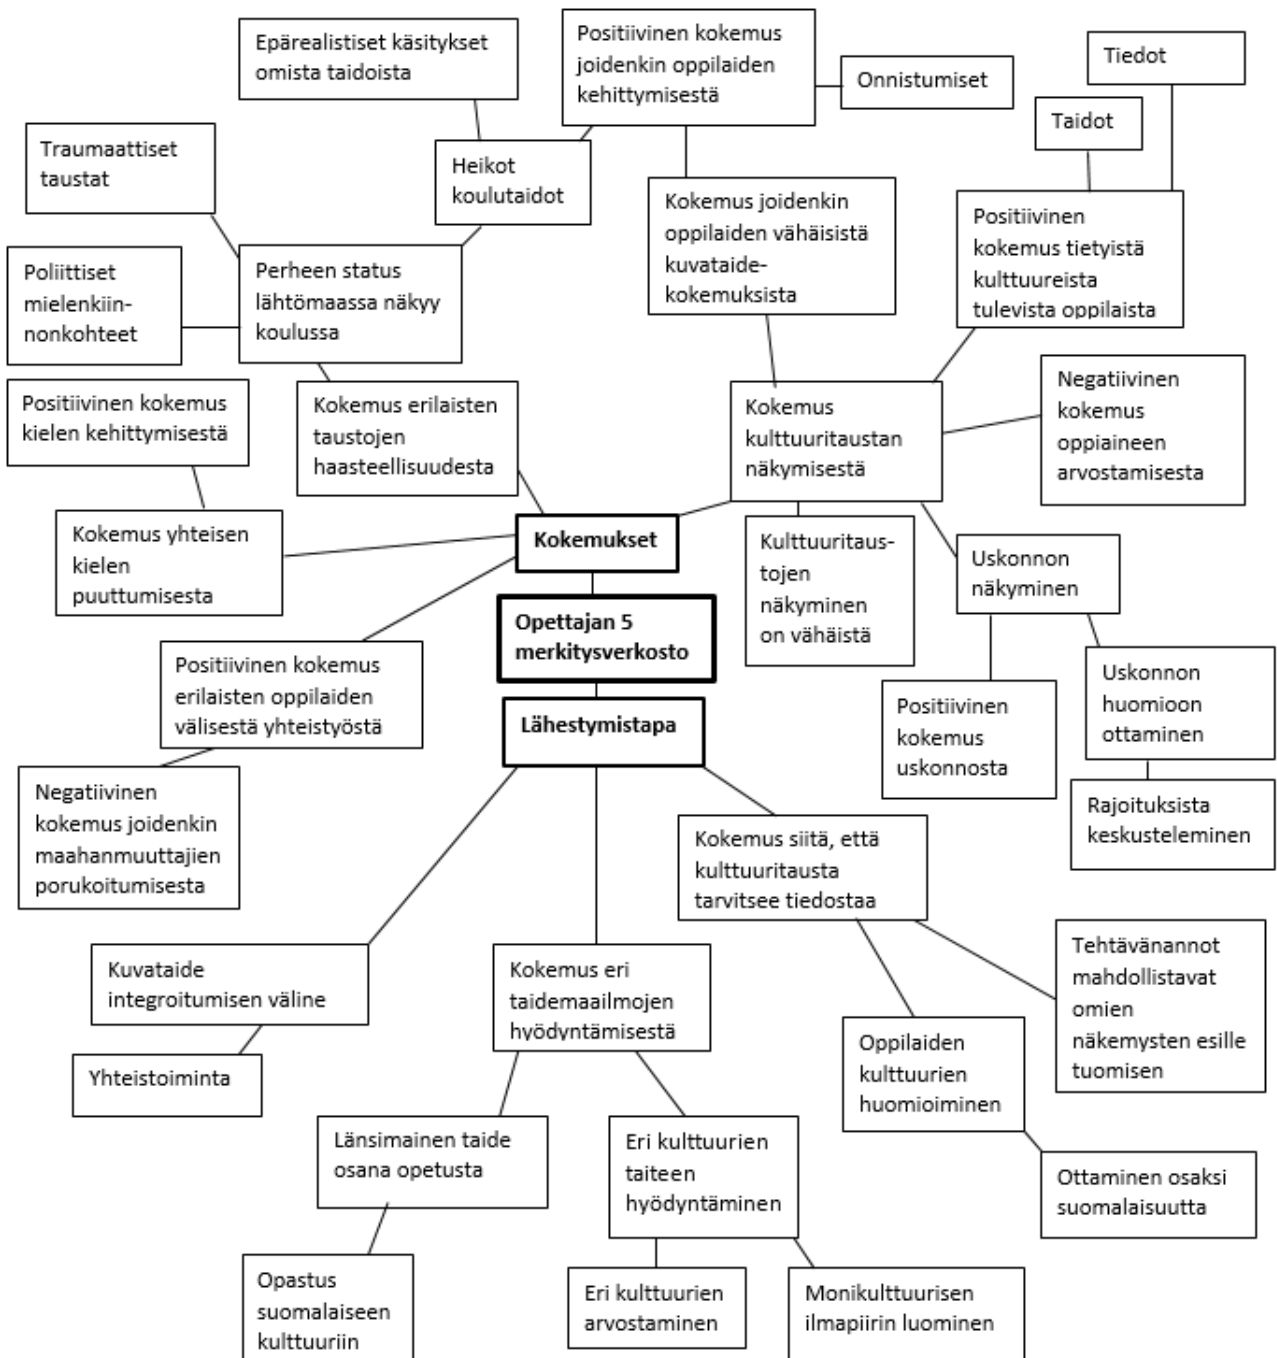 Epärealistiset käsitykset
omista taidoista
Positiivinen kokemus
joidenkin oppilaiden
kehittymisestä
Onnistumiset
Tiedot
Taidot
Traumaattiset
taustat
Heikot
koulutaidot
Kokemus joidenkin
oppilaiden vähäisistä
kuvataide-
kokemuksista
Positiivinen
kokemus tietyistä
kulttuureista
tulevista oppilaista
Poliittiset
mielenkiin-
nonkohteet
Perheen status
lähtömaassa näkyy
koulussa
Positiivinen kokemus
kielen kehittymisestä
Kokemus erilaisten
taustojen
haasteellisuudesta
Kokemus
kulttuuritaustan
näkymisestä
Negatiivinen
kokemus
oppiaineen
arvostamisesta
Kokemus yhteisen
kielen
puuttumisesta
Kokemukset
Kulttuuritaus-
tojen
näkyminen
on vähäistä
Uskonnon
näkyminen
Opettajan 5
merkitysverkosto
Positiivinen kokemus
erilaisten oppilaiden
välisestä yhteistyöstä
Lähestymistapa
Positiivinen
kokemus
uskonnosta
Uskonnon
huomioon
ottaminen
Negatiivinen
kokemus joidenkin
maahanmuuttajien
porukoitumisesta
Kokemus siitä, että
kulttuuritausta
tarvitsee tiedostaa
Rajoituksista
keskusteleminen
Kuvataide
integroitumisen väline
Kokemus eri
taidemaailmojen
hyödyntämisestä
Tehtävänannot
mahdollistavat
omien
näkemysten esille
tuomisen
Yhteistoiminta
Oppilaiden
kulttuurien
huomioiminen
Länsimainen taide
osana opetusta
Eri kulttuurien
taiteen
hyödyntäminen
Ottaminen osaksi
suomalaisuutta
Opastus
suomalaiseen
kulttuuriin
Eri kulttuurien
arvostaminen
Monikulttuurisen
ilmapiirin luominen